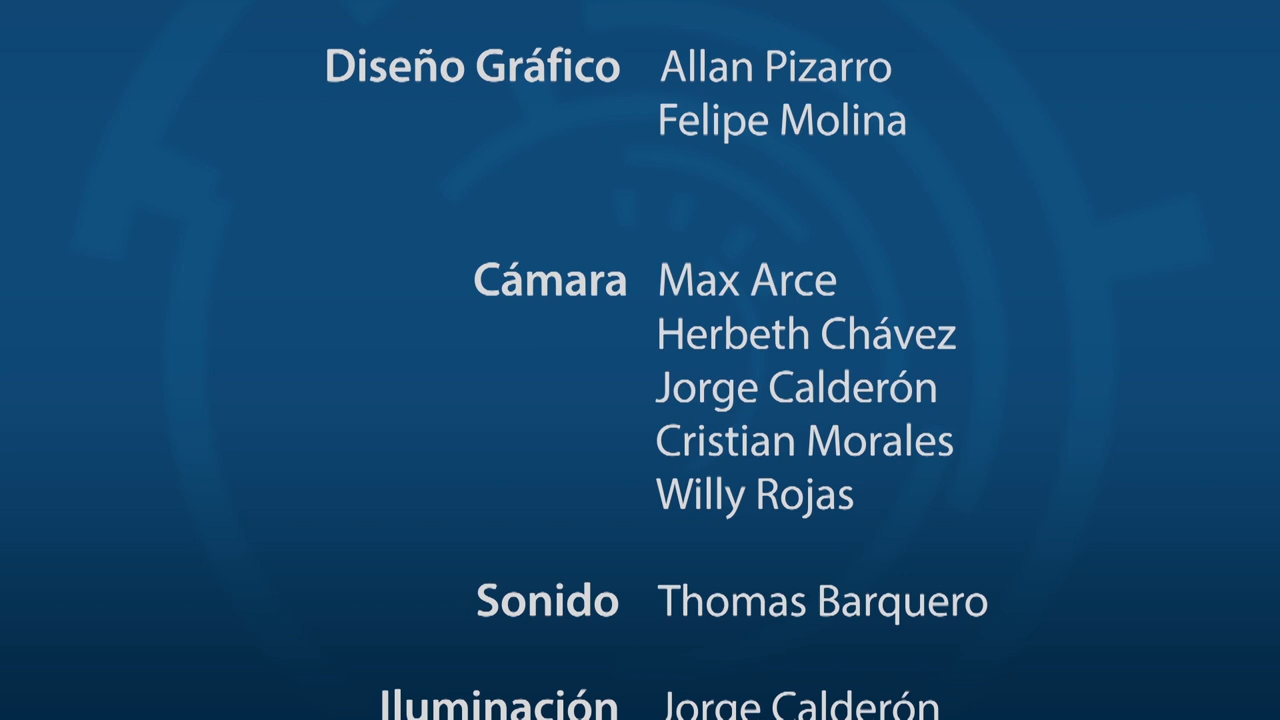 Diseño Gráfico Allan Pizarro
Felipe Molina
Cámara Max Arce
Herbeth Chávez
Jorge Calderón
Cristian Morales
Willy Rojas
Sonido Thomas Barquero
Iluminación Jorge Calderón